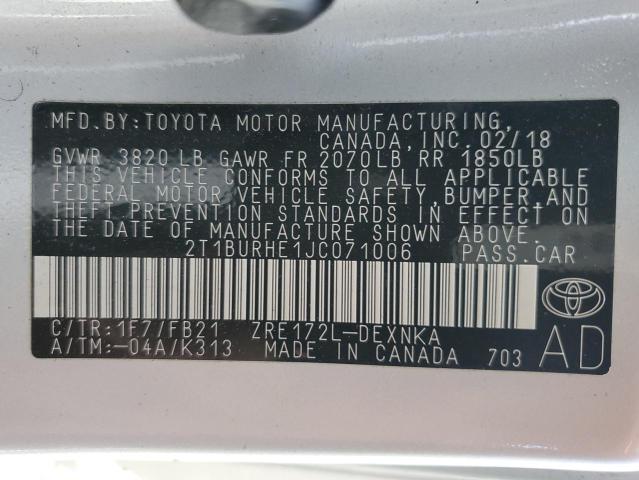 MFD.BY:TOYOTA MOTOR MANUFACTURING,
CANADA, INC. 02/18
GVWR 3820 LB GAWR FR 2070LB RR 1850LB
THIS VEHICLE CONFORMS TO ALL APPLICABLE
FEDERAL MOTOR VEHICLE SAFETY, BUMPER, AND
THEFT PREVENTION STANDARDS IN EFFECT ON
THE DATE OF MANUFACTURE SHOWN ABOVE.
2T1BURHE1JC071006 PASS.CAR
C/TR:1F7/FB21 ZRE172L-DEXNKA
A/TM:-04A/K313 MADE IN CANADA 703
AD